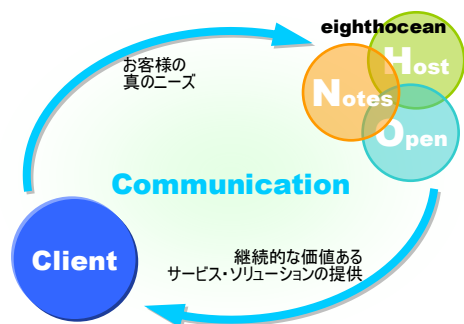 eighthocean
お客様の
真のニーズ
Host
Notes
Open
Communication
Client
継続的な価値ある
サービス・ソリューションの提供